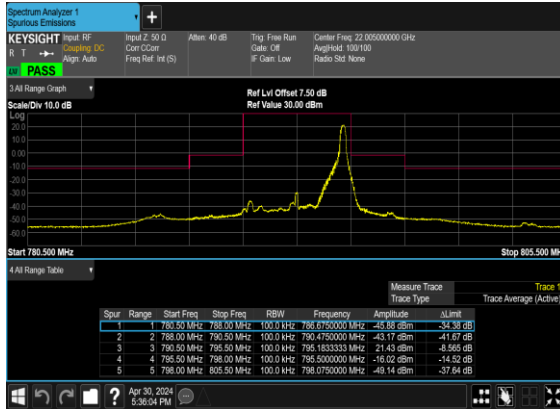 Spectrum Analyzer 1
Spurious Emissions
KEYSIGHT Input: RF Input Z: 50 Ω Atten: 40 dB Trig: Free Run Center Freq: 22.005000000 GHz
R T Coupling: DC Corr CCorr Gate: Off Avg|Hold: 100/100
Align: Auto Freq Ref: Int (S) IF Gain: Low Radio Std: None
PASS
3 All Range Graph
Ref Lvl Offset 7.50 dB
Scale/Div 10.0 dB Ref Value 30.00 dBm
Log
20.0
10.0
0.00
-10.0
-20.0
-30.0
-40.0
-50.0
-60.0
Start 780.500 MHz Stop 805.500 MH
4 All Range Table
Measure Trace Trace 1
Trace Type Trace Average (Active)
Spur Range Start Freq Stop Freq RBW Frequency Amplitude ΔLimit
1 1 780.50 MHz 788.00 MHz 100.0 kHz 786.6750000 MHz -45.88 dBm -34.38 dB
2 2 788.00 MHz 790.50 MHz 100.0 kHz 790.4750000 MHz -43.17 dBm -41.67 dB
3 3 790.50 MHz 795.50 MHz 100.0 kHz 795.1833333 MHz 21.43 dBm -8.565 dB
4 4 795.50 MHz 798.00 MHz 100.0 kHz 795.5000000 MHz -16.02 dBm -14.52 dB
5 5 798.00 MHz 805.50 MHz 100.0 kHz 798.0750000 MHz -49.14 dBm -37.64 dB
Apr 30, 2024
5:36:04 PM